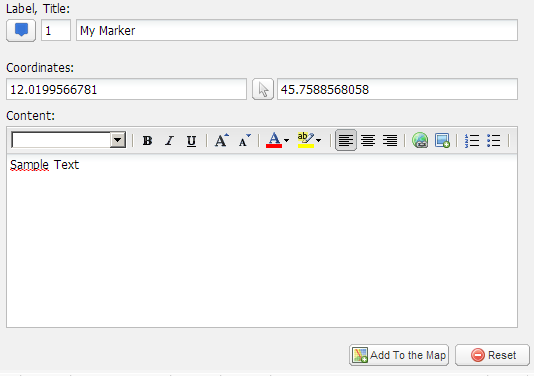 Label, Title:
1 My Marker
Coordinates:
12.0199566781 45.7588568058
Content:
B I U A A A ab
Sample Text
Add To the Map Reset